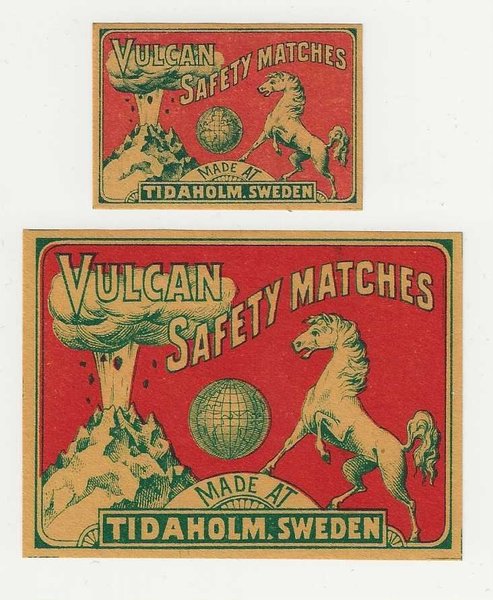 VULCAN
SAFETY MATCHES
MADE AT
TIDAHOLM. SWEDEN
VULCAN
SAFETY MATCHES
MADE AT
TIDAHOLM. SWEDEN